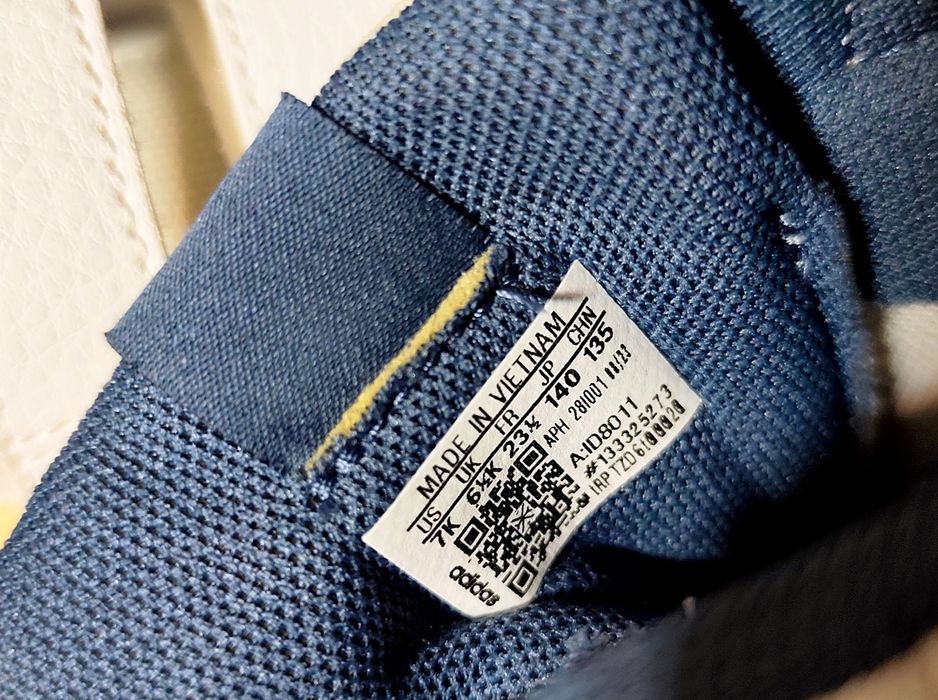 MADE IN VIETNAM
US UK FR JP CHN
7K 6½K 23½ 140 135
APH 281001 08/23
A:ID8011
#133325273
adidas